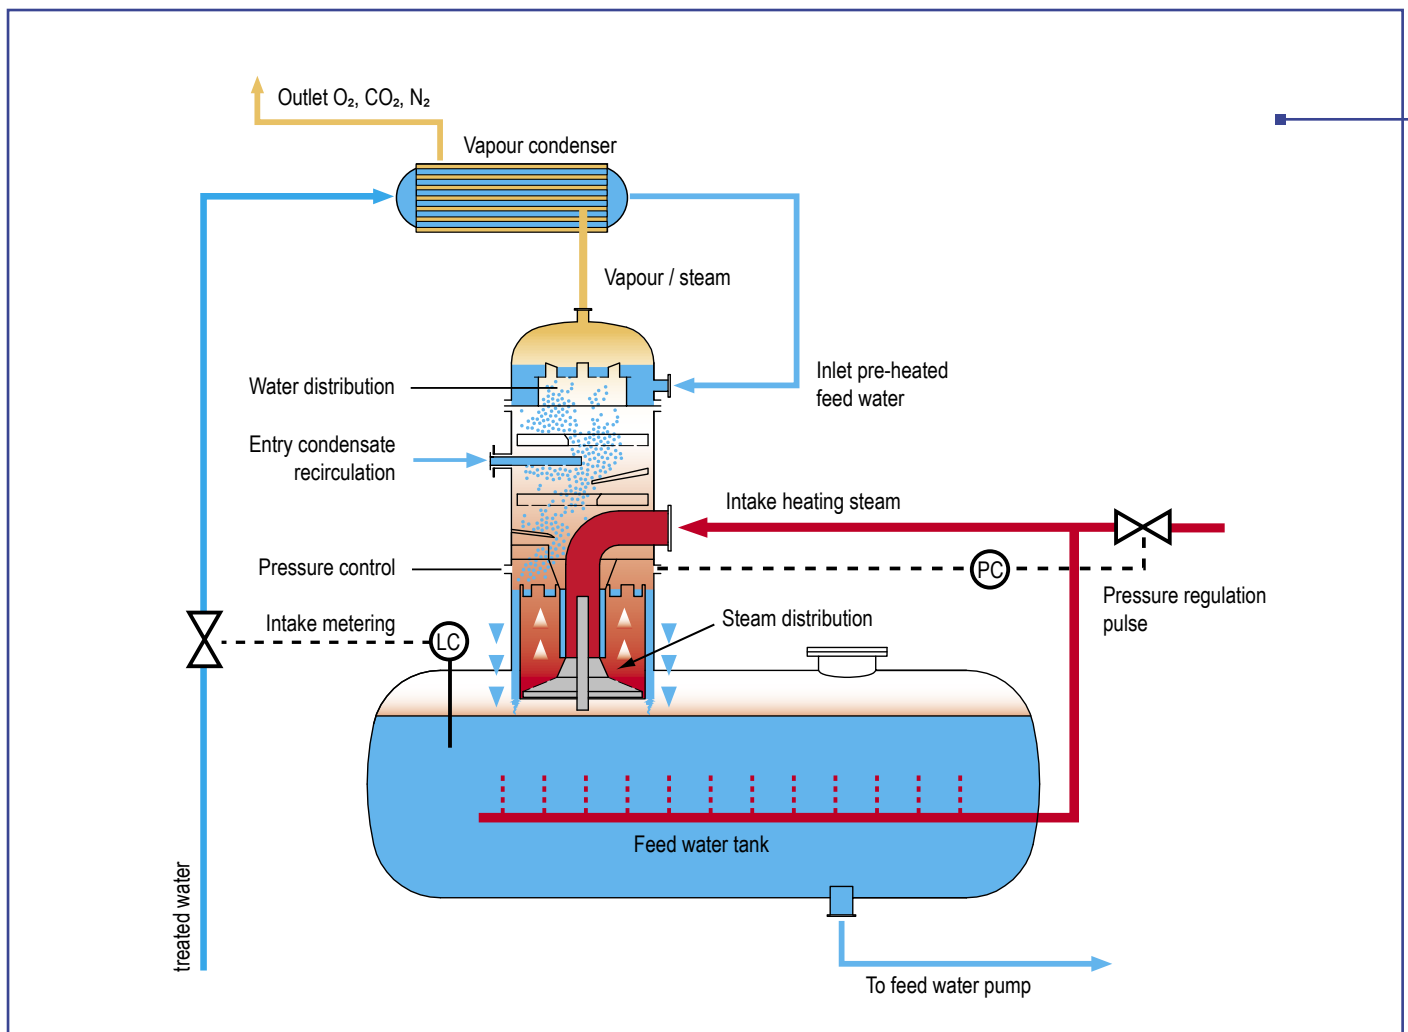 Outlet O₂, CO₂, N₂
Vapour condenser
Vapour / steam
Water distribution
Inlet pre-heated
feed water
Entry condensate
recirculation
Intake heating steam
Pressure control
PC
Pressure regulation
pulse
Intake metering
LC
Steam distribution
Feed water tank
treated water
To feed water pump